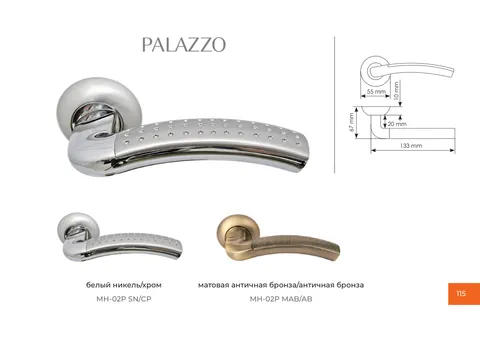 PALAZZO
55 mm
10 mm
67 mm
20 mm
133 mm
белый никель/хром
MH-02P SN/CP
матовая античная бронза/античная бронза
MH-02P MAB/AB
115